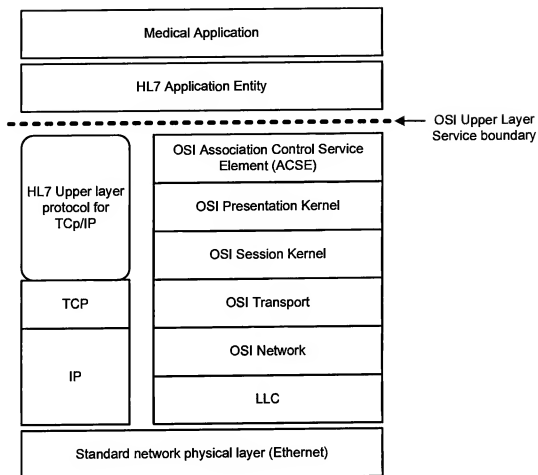 Medical Application
HL7 Application Entity
OSI Upper Layer
Service boundary
HL7 Upper layer
protocol for
TCp/IP
TCP
IP
OSI Association Control Service
Element (ACSE)
OSI Presentation Kernel
OSI Session Kernel
OSI Transport
OSI Network
LLC
Standard network physical layer (Ethernet)